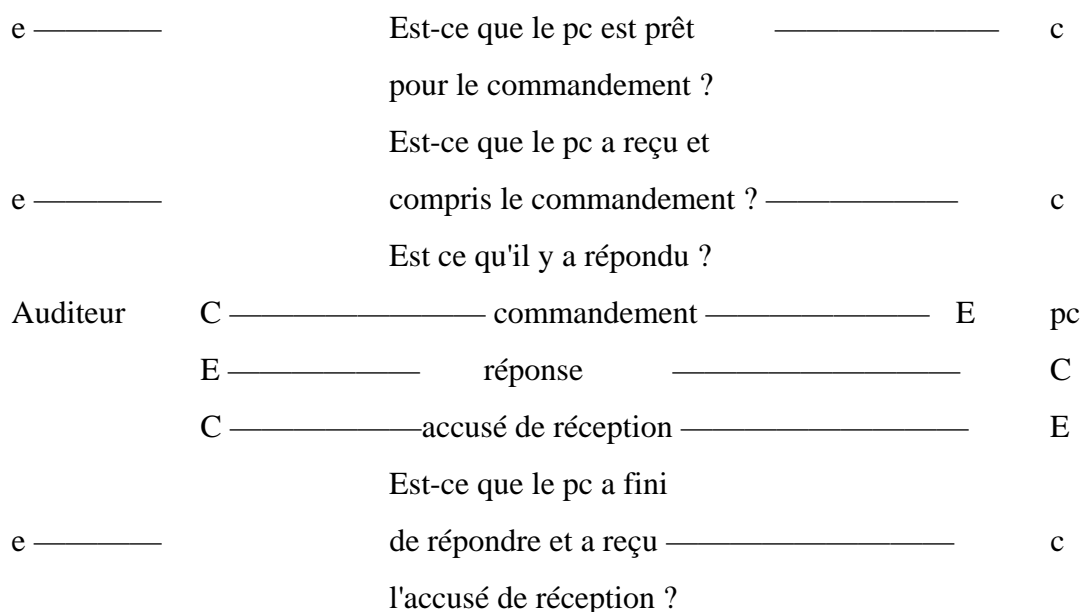 e ———— Est-ce que le pc est prêt ——————— c
pour le commandement ?
Est-ce que le pc a reçu et
e ———— compris le commandement ? —————— c
Est ce qu'il y a répondu ?
Auditeur C ———————— commandement ——————— E pc
E —————— réponse ————————— C
C ——————accusé de réception ————————— E
Est-ce que le pc a fini
e ———— de répondre et a reçu ————————— c
l'accusé de réception ?